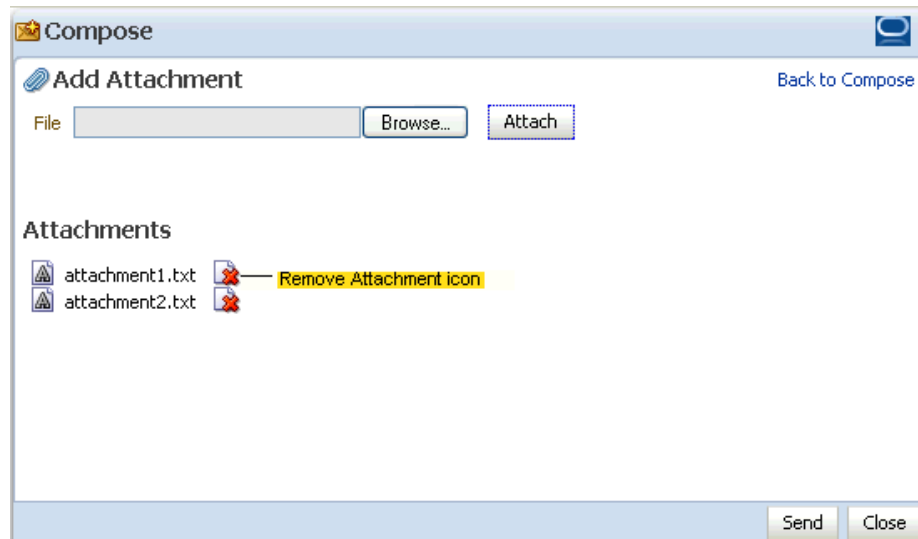 Compose
Add Attachment
Back to Compose
File Browse... Attach
Attachments
attachment1.txt Remove Attachment icon
attachment2.txt
Send Close